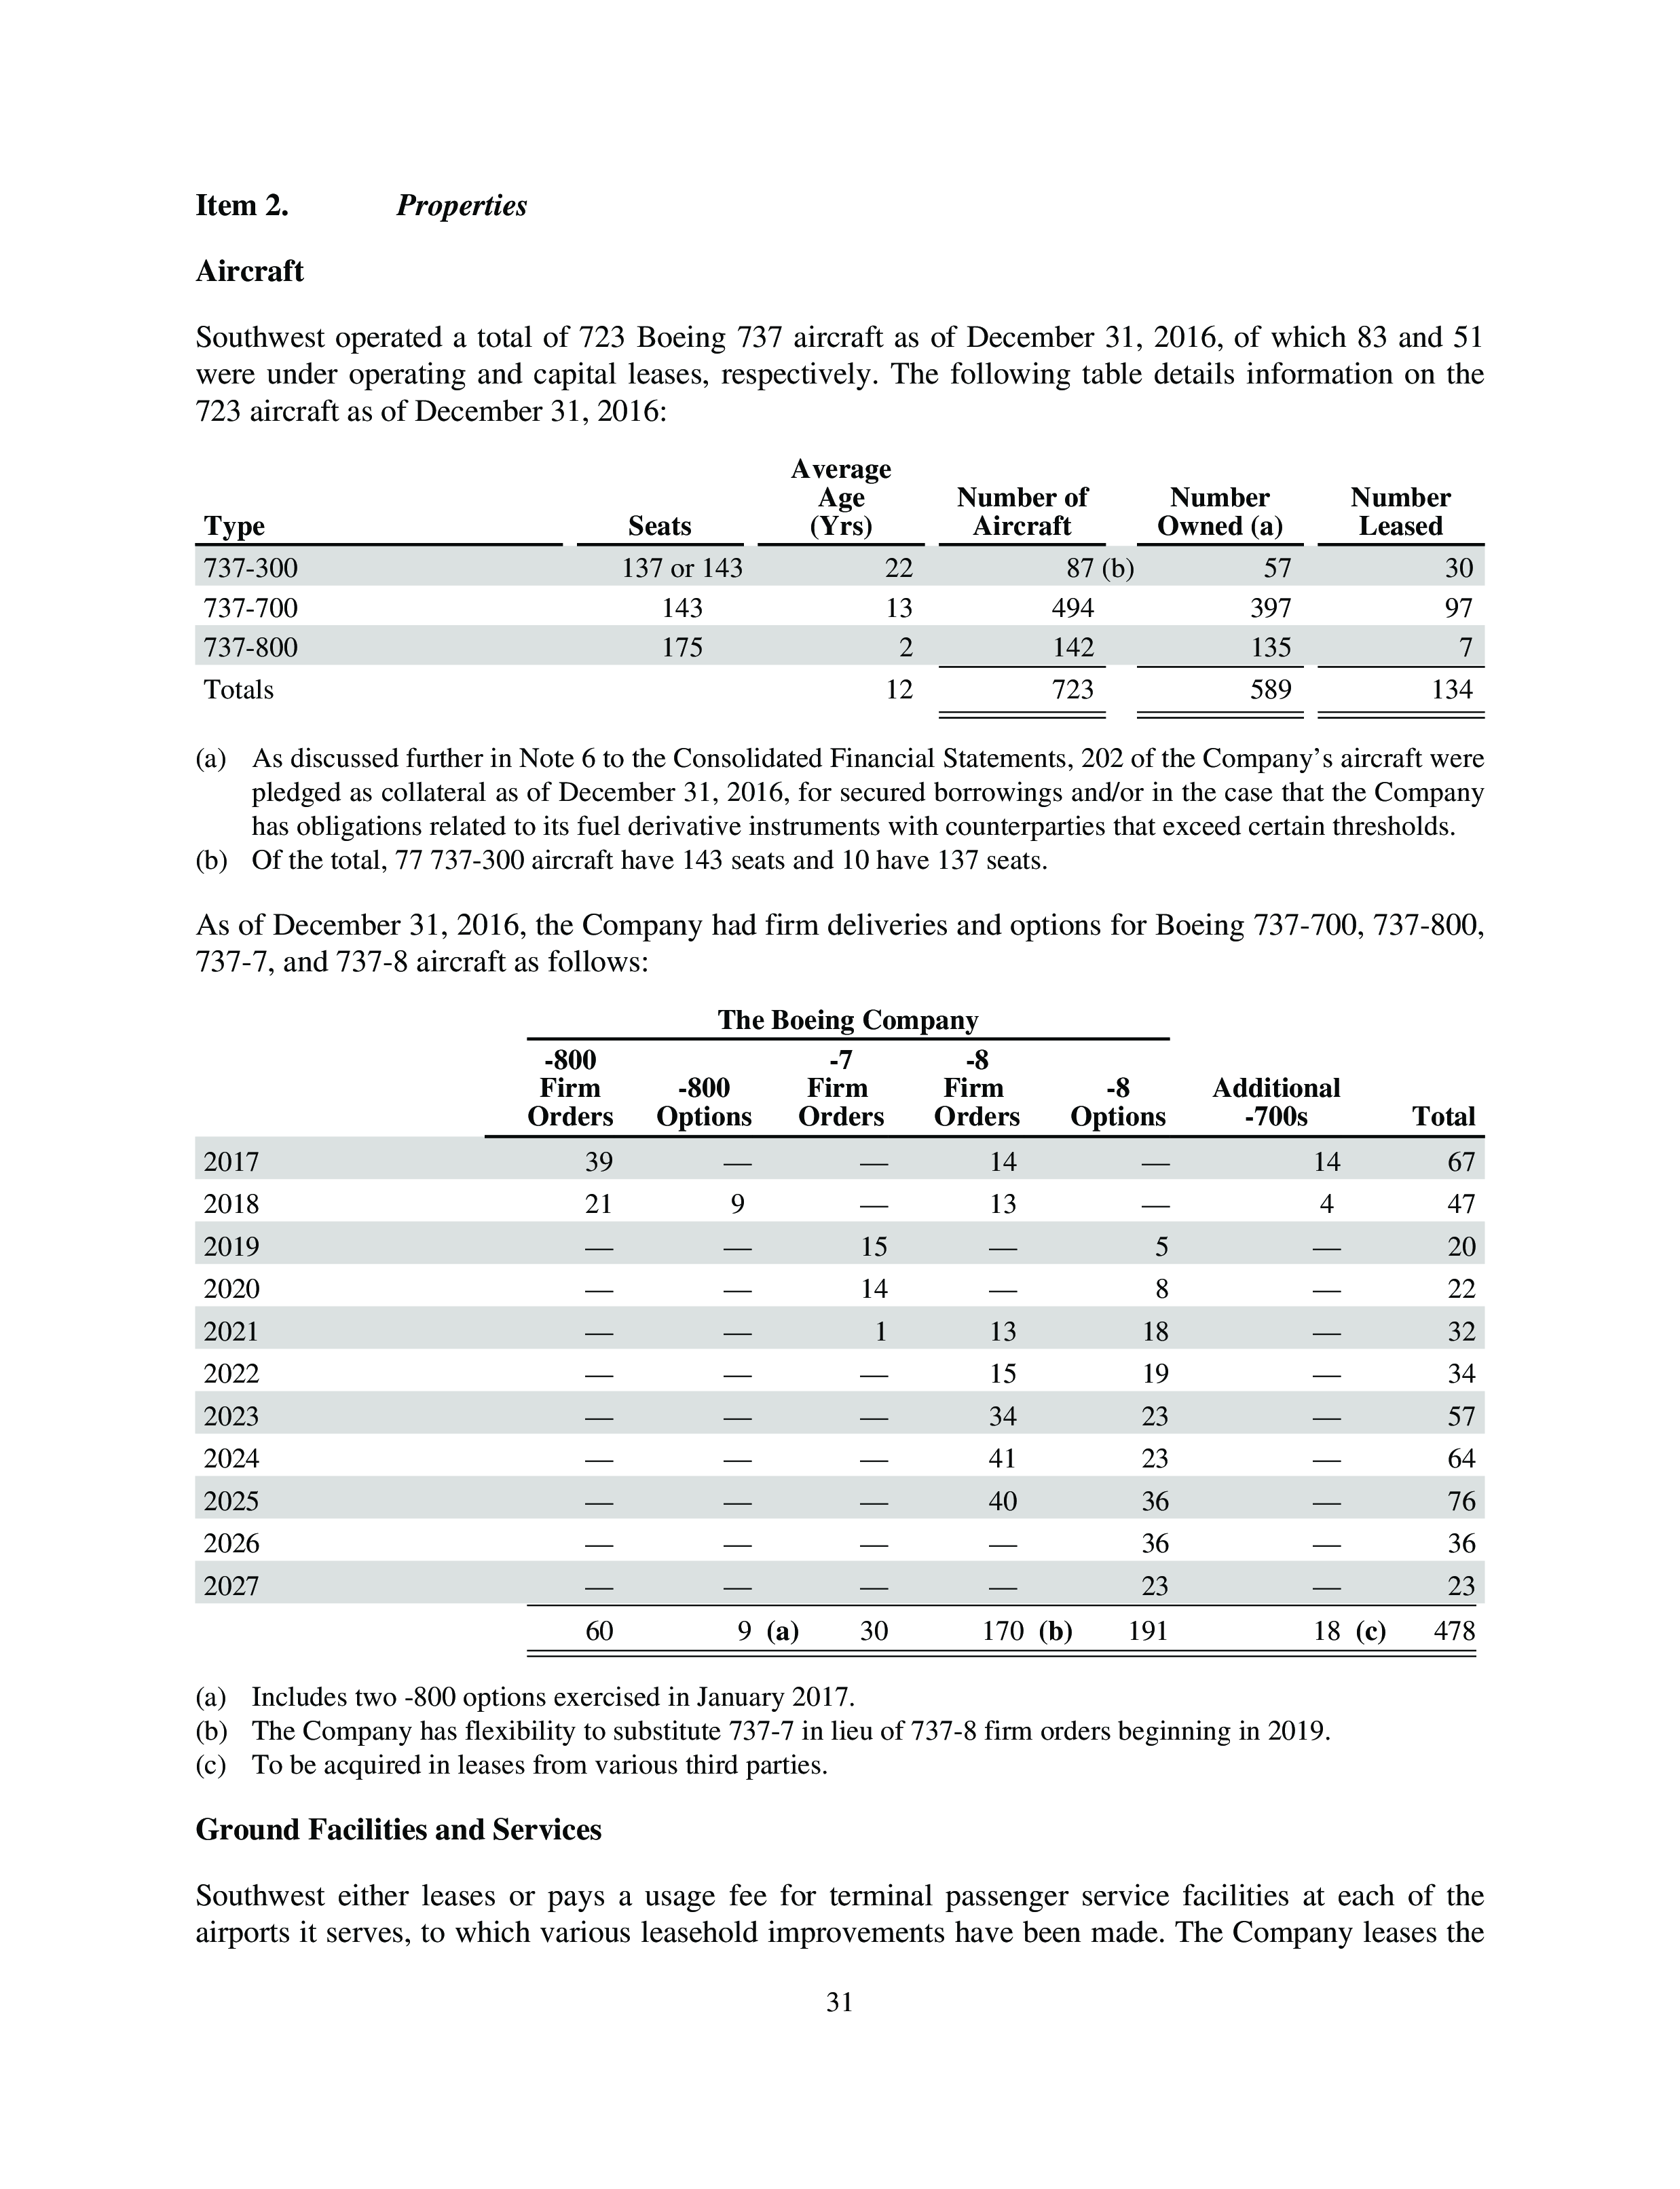 Item 2. Properties
Aircraft
Southwest operated a total of 723 Boeing 737 aircraft as of December 31, 2016, of which 83 and 51
were under operating and capital leases, respectively. The following table details information on the
723 aircraft as of December 31, 2016:
Type Seats Average Age (Yrs) Number of Aircraft Number Owned (a) Number Leased
737-300 137 or 143 22 87 (b) 57 30
737-700 143 13 494 397 97
737-800 175 2 142 135 7
Totals 12 723 589 134
(a) As discussed further in Note 6 to the Consolidated Financial Statements, 202 of the Company’s aircraft were
pledged as collateral as of December 31, 2016, for secured borrowings and/or in the case that the Company
has obligations related to its fuel derivative instruments with counterparties that exceed certain thresholds.
(b) Of the total, 77 737-300 aircraft have 143 seats and 10 have 137 seats.
As of December 31, 2016, the Company had firm deliveries and options for Boeing 737-700, 737-800,
737-7, and 737-8 aircraft as follows:
The Boeing Company
-800 Firm Orders -800 Options -7 Firm Orders -8 Firm Orders -8 Options Additional -700s Total
2017 39 — — 14 — 14 67
2018 21 9 — 13 — 4 47
2019 — — 15 — 5 — 20
2020 — — 14 — 8 — 22
2021 — — 1 13 18 — 32
2022 — — — 15 19 — 34
2023 — — — 34 23 — 57
2024 — — — 41 23 — 64
2025 — — — 40 36 — 76
2026 — — — — 36 — 36
2027 — — — — 23 — 23
60 9 (a) 30 170 (b) 191 18 (c) 478
(a) Includes two -800 options exercised in January 2017.
(b) The Company has flexibility to substitute 737-7 in lieu of 737-8 firm orders beginning in 2019.
(c) To be acquired in leases from various third parties.
Ground Facilities and Services
Southwest either leases or pays a usage fee for terminal passenger service facilities at each of the
airports it serves, to which various leasehold improvements have been made. The Company leases the
31